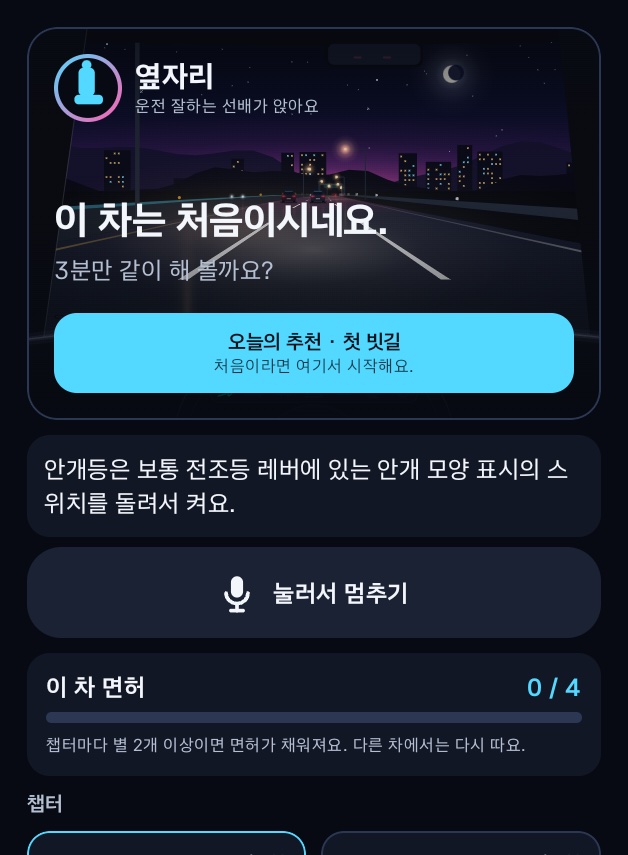 옆자리
운전 잘하는 선배가 앉아요
이 차는 처음이시네요.
3분만 같이 해 볼까요?
오늘의 추천 · 첫 빗길
처음이라면 여기서 시작해요.
안개등은 보통 전조등 레버에 있는 안개 모양 표시의 스
위치를 돌려서 켜요.
눌러서 멈추기
이 차 면허
0 / 4
챕터마다 별 2개 이상이면 면허가 채워져요. 다른 차에서는 다시 따요.
챕터